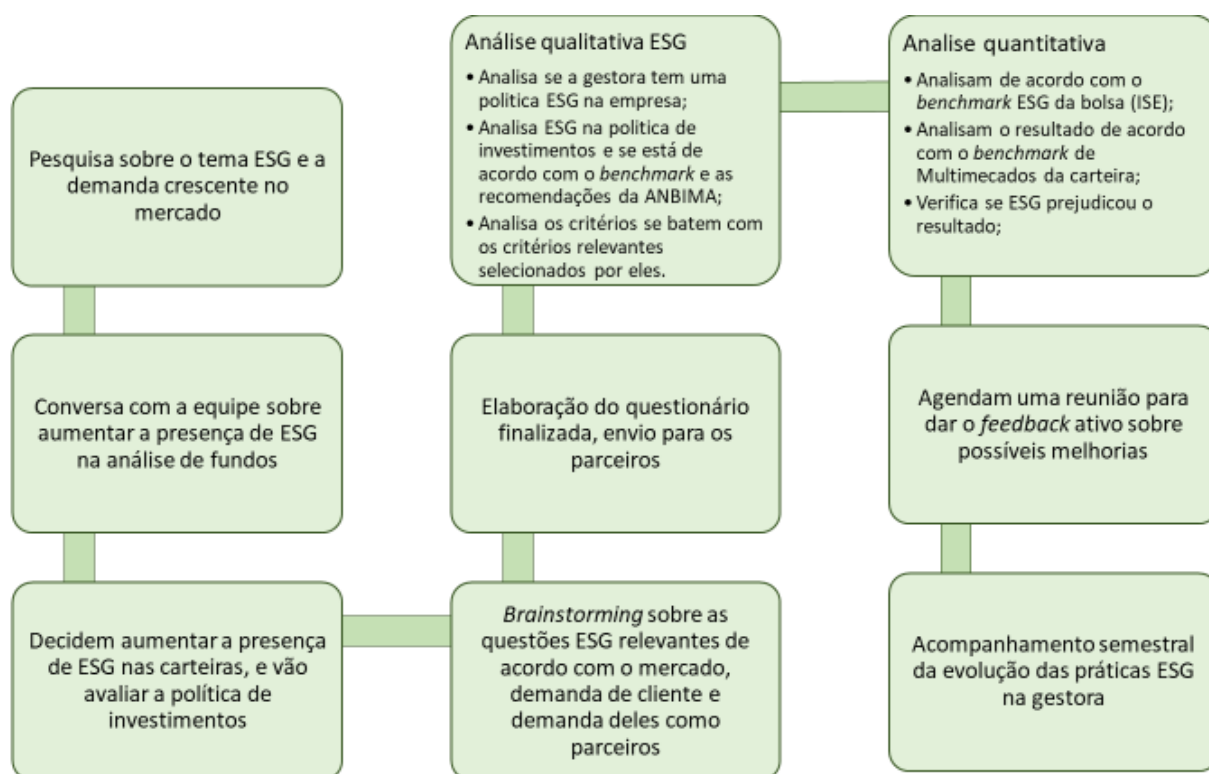 Pesquisa sobre o tema ESG e a
demanda crescente no
mercado
Conversa com a equipe sobre
aumentar a presença de ESG
na análise de fundos
Decidem aumentar a presença
de ESG nas carteiras, e vão
avaliar a política de
investimentos
Brainstorming sobre as
questões ESG relevantes de
acordo com o mercado,
demanda de cliente e
demanda deles como
parceiros
Elaboração do questionário
finalizada, envio para os
parceiros
Análise qualitativa ESG
• Analisa se a gestora tem uma
politica ESG na empresa;
• Analisa ESG na politica de
investimentos e se está de
acordo com o benchmark e as
recomendações da ANBIMA;
• Analisa os critérios se batem com
os critérios relevantes
selecionados por eles.
Analise quantitativa
• Analisam de acordo com o
benchmark ESG da bolsa (ISE);
• Analisam o resultado de acordo
com o benchmark de
Multimecados da carteira;
• Verifica se ESG prejudicou o
resultado;
Agendam uma reunião para
dar o feedback ativo sobre
possíveis melhorias
Acompanhamento semestral
da evolução das práticas ESG
na gestora